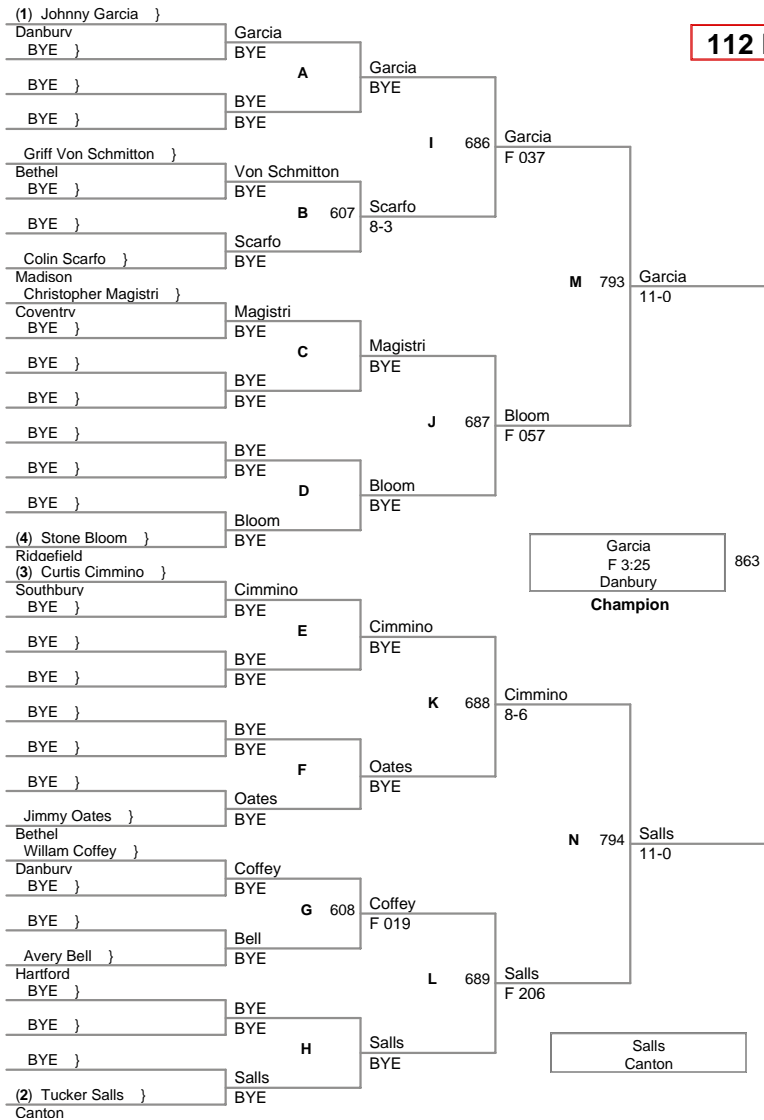 (1) Johnny Garcia }
Danbury
BYE }
BYE }
BYE }
Griff Von Schmitton }
Bethel
BYE }
BYE }
Colin Scarfo }
Madison
Christopher Magistri }
Coventry
BYE }
BYE }
BYE }
BYE }
BYE }
BYE }
(4) Stone Bloom }
Ridgefield
(3) Curtis Cimmino }
Southbury
BYE }
BYE }
BYE }
BYE }
BYE }
BYE }
Jimmy Oates }
Bethel
Willam Coffey }
Danbury
BYE }
BYE }
Avery Bell }
Hartford
BYE }
BYE }
BYE }
(2) Tucker Salls }
Canton
Garcia
BYE
A
BYE
BYE
Von Schmitton
BYE
B 607
Scarfo
BYE
Magistri
BYE
C
BYE
BYE
BYE
BYE
D
Bloom
BYE
Cimmino
BYE
E
BYE
BYE
BYE
BYE
F
Oates
BYE
Coffey
BYE
G 608
Bell
BYE
BYE
BYE
H
Salls
BYE
Garcia
BYE
I 686
Scarfo
8-3
Magistri
BYE
J 687
Bloom
BYE
Cimmino
BYE
K 688
Oates
BYE
Coffey
F 019
L 689
Salls
BYE
Garcia
F 037
M 793
Bloom
F 057
Cimmino
8-6
N 794
Salls
F 206
112
Garcia
11-0
Garcia
F 3:25
Danbury
863
Champion
Salls
11-0
Salls
Canton